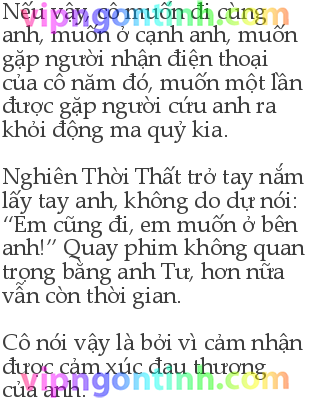 Nếu vậy, cô muốn đi cùng
anh, muốn ở cạnh anh, muốn
gặp người nhận điện thoại
của cô năm đó, muốn một lần
được gặp người cứu anh ra
khỏi động ma quỷ kia.
Nghiên Thời Thất trở tay nắm
lấy tay anh, không do dự nói:
“Em cũng đi, em muốn ở bên
anh!” Quay phim không quan
trọng bằng anh Tư, hơn nữa
vẫn còn thời gian.
Cô nói vậy là bởi vì cảm nhận
được cảm xúc đau thương
của anh.
vipngontinh.com
vipngontinh.com